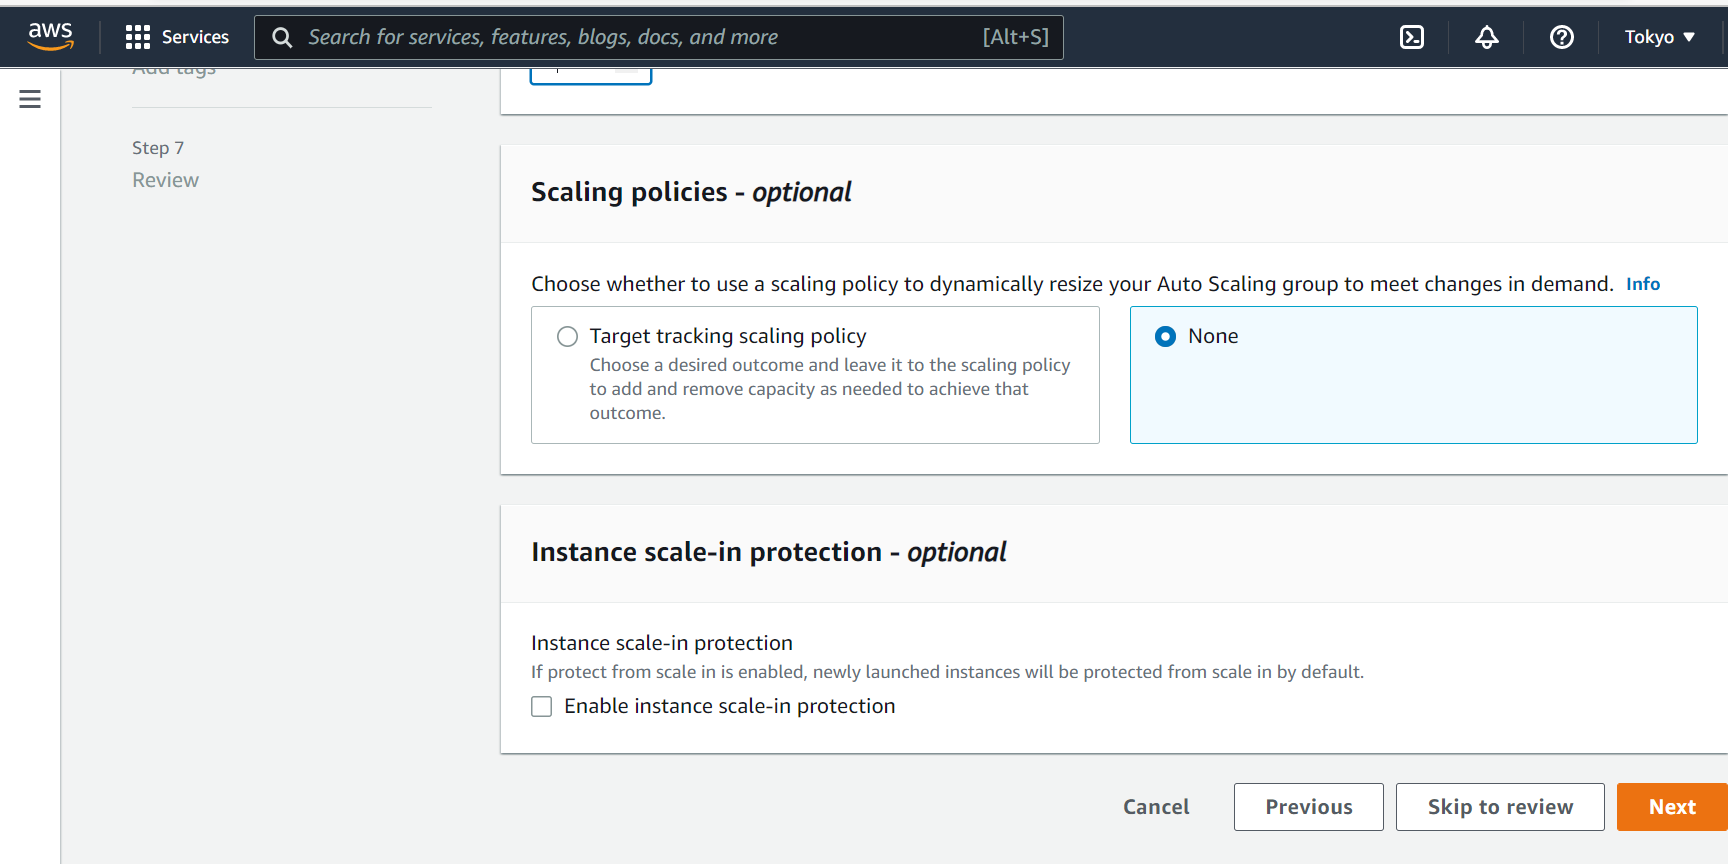 aws
Services
Search for services, features, blogs, docs, and more
[Alt+S]
Tokyo
Add tags
Step 7
Review
Scaling policies - optional
Choose whether to use a scaling policy to dynamically resize your Auto Scaling group to meet changes in demand. Info
Target tracking scaling policy
Choose a desired outcome and leave it to the scaling policy
to add and remove capacity as needed to achieve that
outcome.
None
Instance scale-in protection - optional
Instance scale-in protection
If protect from scale in is enabled, newly launched instances will be protected from scale in by default.
Enable instance scale-in protection
Cancel
Previous
Skip to review
Next